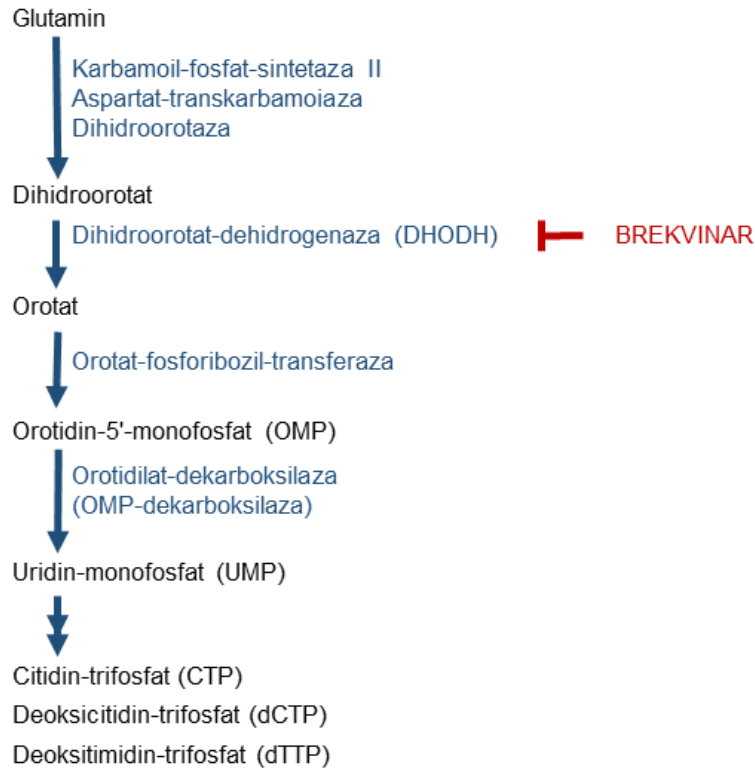 Glutamin
Karbamoil-fosfat-sintetaza II
Aspartat-transkarbamoiaza
Dihidroorotaza
Dihidroorotat
Dihidroorotat-dehidrogenaza (DHODH)
BREKVINAR
Orotat
Orotat-fosforibozil-transferaza
Orotidin-5'-monofosfat (OMP)
Orotidilat-dekarboksilaza
(OMP-dekarboksilaza)
Uridin-monofosfat (UMP)
Citidin-trifosfat (CTP)
Deoksicitidin-trifosfat (dCTP)
Deoksitimidin-trifosfat (dTTP)